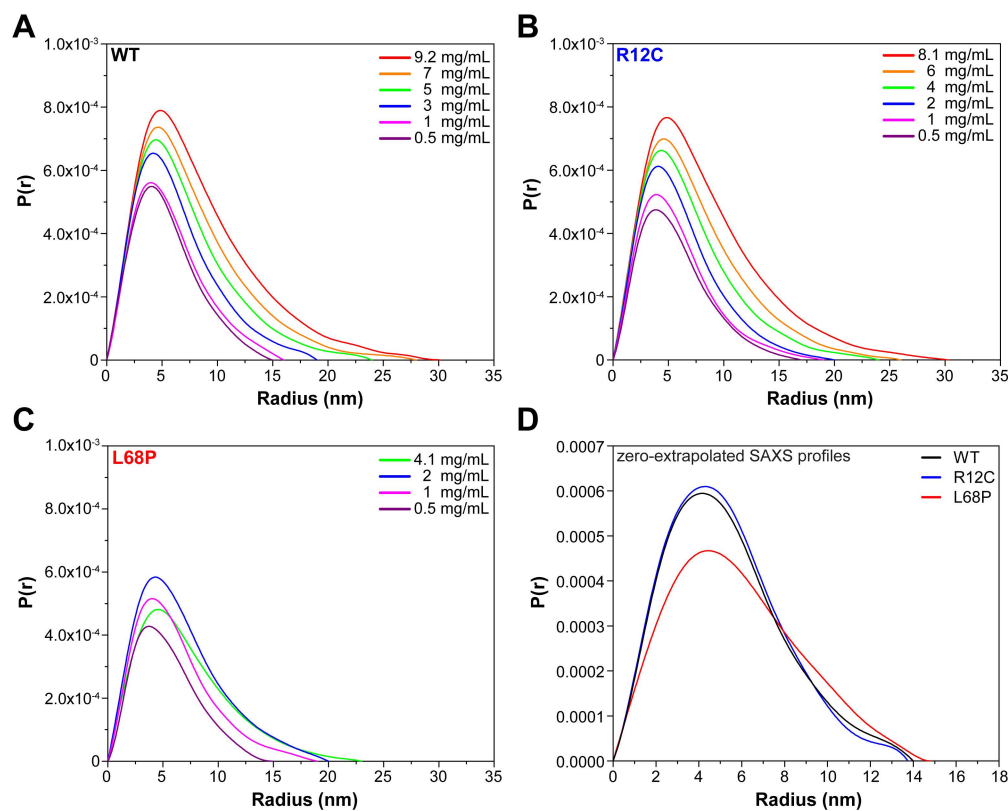 A
WT
1.0x10⁻³
8.0x10⁻⁴
6.0x10⁻⁴
4.0x10⁻⁴
2.0x10⁻⁴
0
P(r)
9.2 mg/mL
7 mg/mL
5 mg/mL
3 mg/mL
1 mg/mL
0.5 mg/mL
0 5 10 15 20 25 30 35
Radius (nm)
B
R12C
1.0x10⁻³
8.0x10⁻⁴
6.0x10⁻⁴
4.0x10⁻⁴
2.0x10⁻⁴
0
P(r)
8.1 mg/mL
6 mg/mL
4 mg/mL
2 mg/mL
1 mg/mL
0.5 mg/mL
0 5 10 15 20 25 30 35
Radius (nm)
C
L68P
1.0x10⁻³
8.0x10⁻⁴
6.0x10⁻⁴
4.0x10⁻⁴
2.0x10⁻⁴
0
P(r)
4.1 mg/mL
2 mg/mL
1 mg/mL
0.5 mg/mL
0 5 10 15 20 25 30 35
Radius (nm)
D
zero-extrapolated SAXS profiles
0.0007
0.0006
0.0005
0.0004
0.0003
0.0002
0.0001
0.0000
P(r)
WT
R12C
L68P
0 2 4 6 8 10 12 14 16 18
Radius (nm)